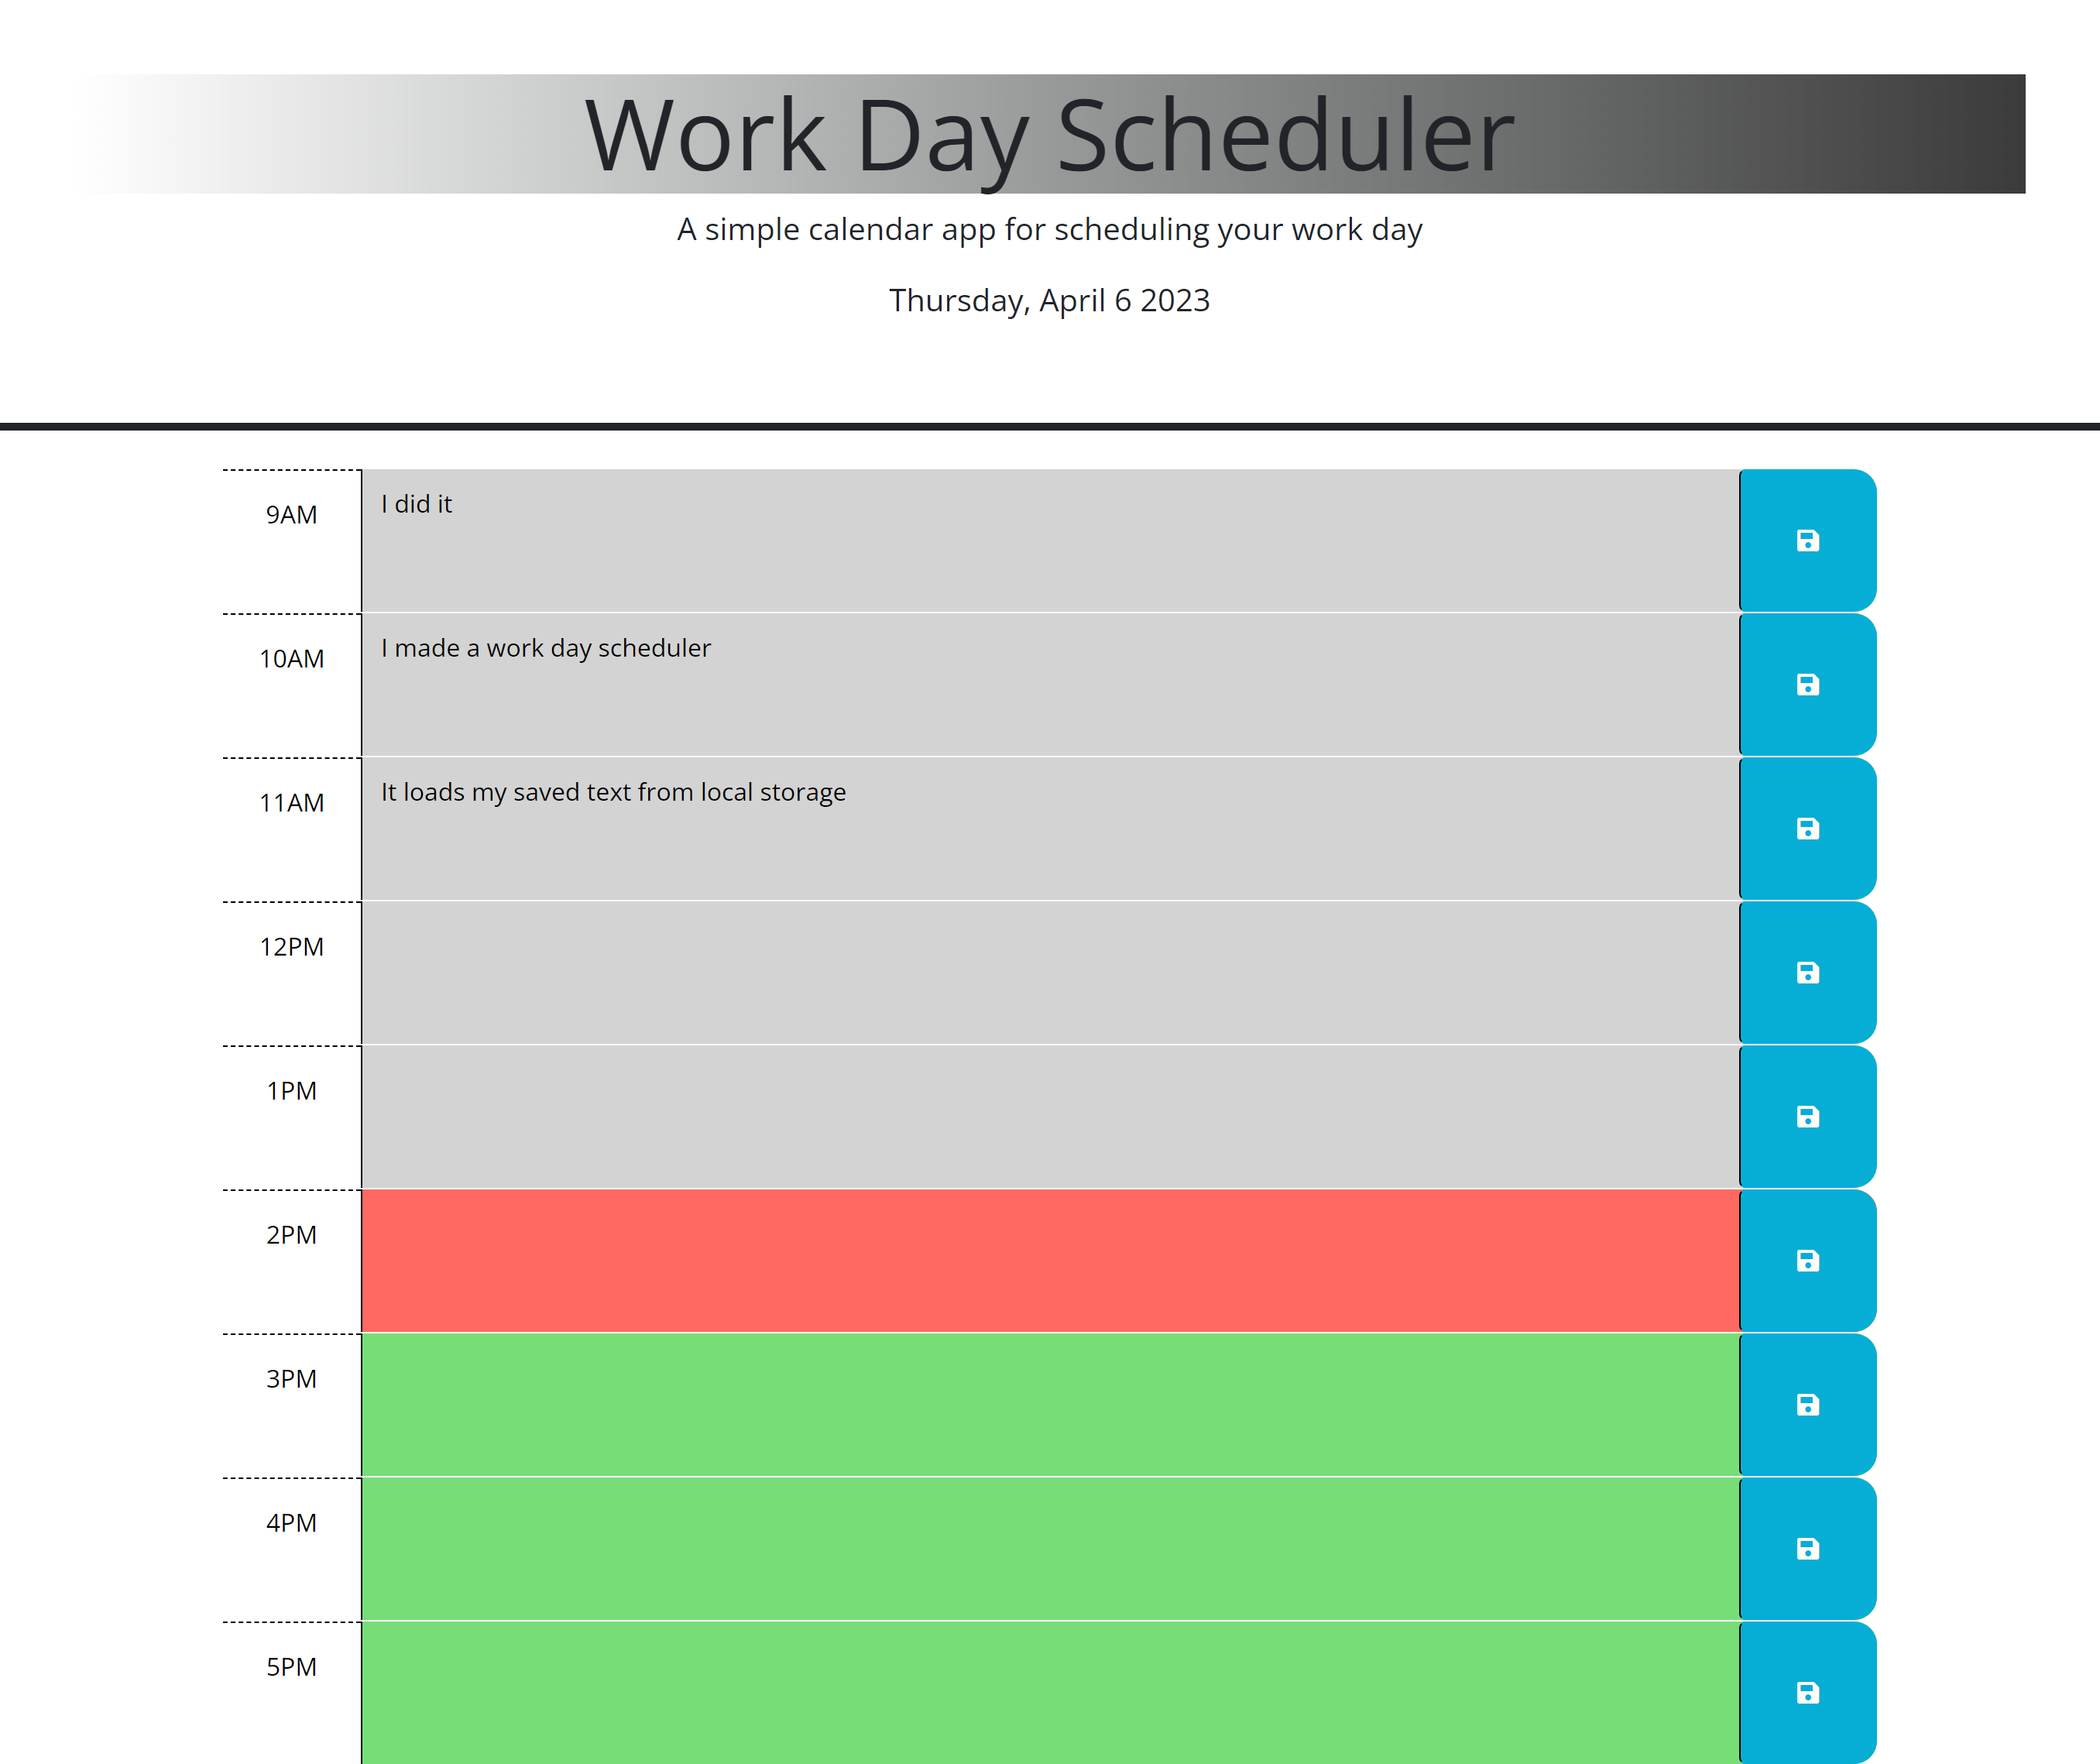 Work Day Scheduler
A simple calendar app for scheduling your work day
Thursday, April 6 2023
9AM
I did it
10AM
I made a work day scheduler
11AM
It loads my saved text from local storage
12PM
1PM
2PM
3PM
4PM
5PM